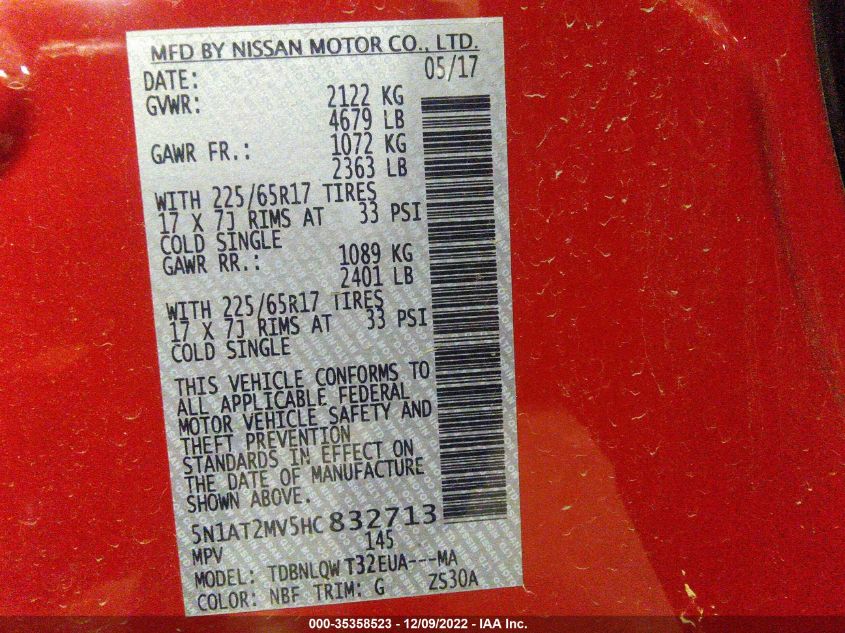 MFD BY NISSAN MOTOR CO., LTD.
DATE: 05/17
GVWR: 2122 KG
4679 LB
GAWR FR.: 1072 KG
2363 LB
WITH 225/65R17 TIRES
17 X 7J RIMS AT 33 PSI
COLD SINGLE
GAWR RR.: 1089 KG
2401 LB
WITH 225/65R17 TIRES
17 X 7J RIMS AT 33 PSI
COLD SINGLE
THIS VEHICLE CONFORMS TO
ALL APPLICABLE FEDERAL
MOTOR VEHICLE SAFETY AND
THEFT PREVENTION
STANDARDS IN EFFECT ON
THE DATE OF MANUFACTURE
SHOWN ABOVE.
5N1AT2MV5HC832713
MPV 145
MODEL: TDBNLQWT32EUA---MA
COLOR: NBF TRIM: G ZS30A
000-35358523 - 12/09/2022 - IAA Inc.